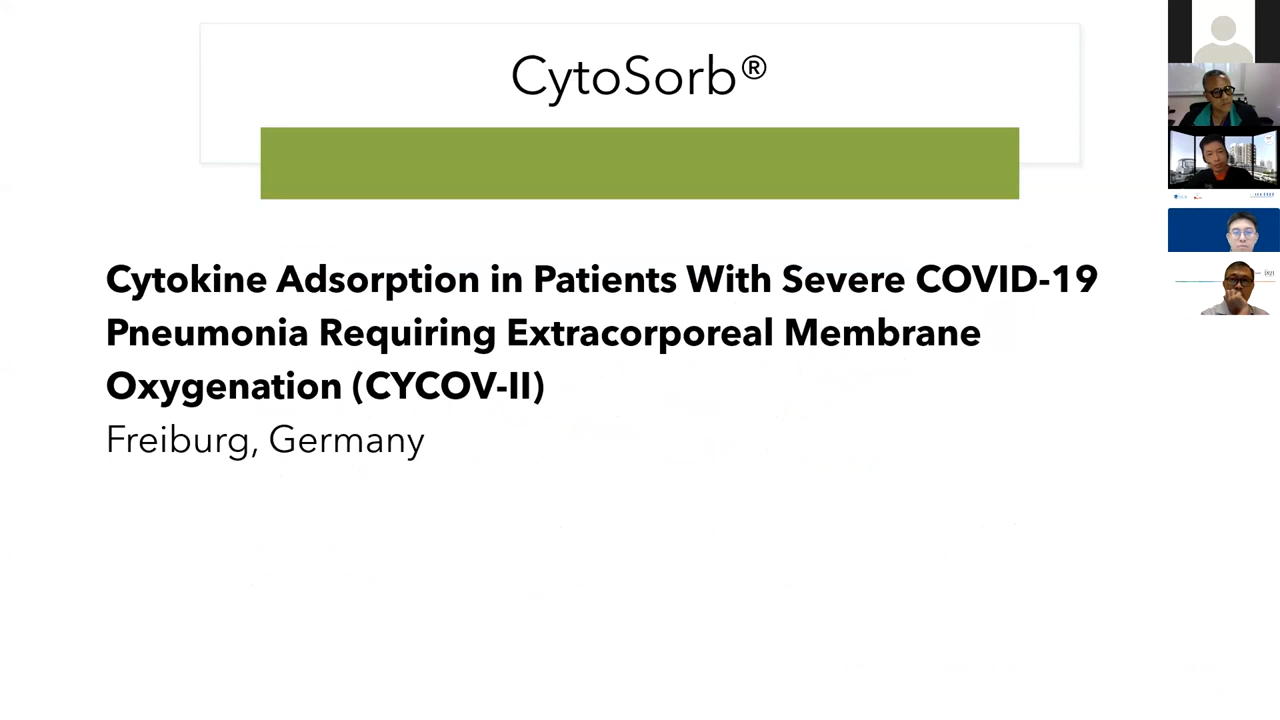 CytoSorb®
Cytokine Adsorption in Patients With Severe COVID-19
Pneumonia Requiring Extracorporeal Membrane
Oxygenation (CYCOV-II)
Freiburg, Germany